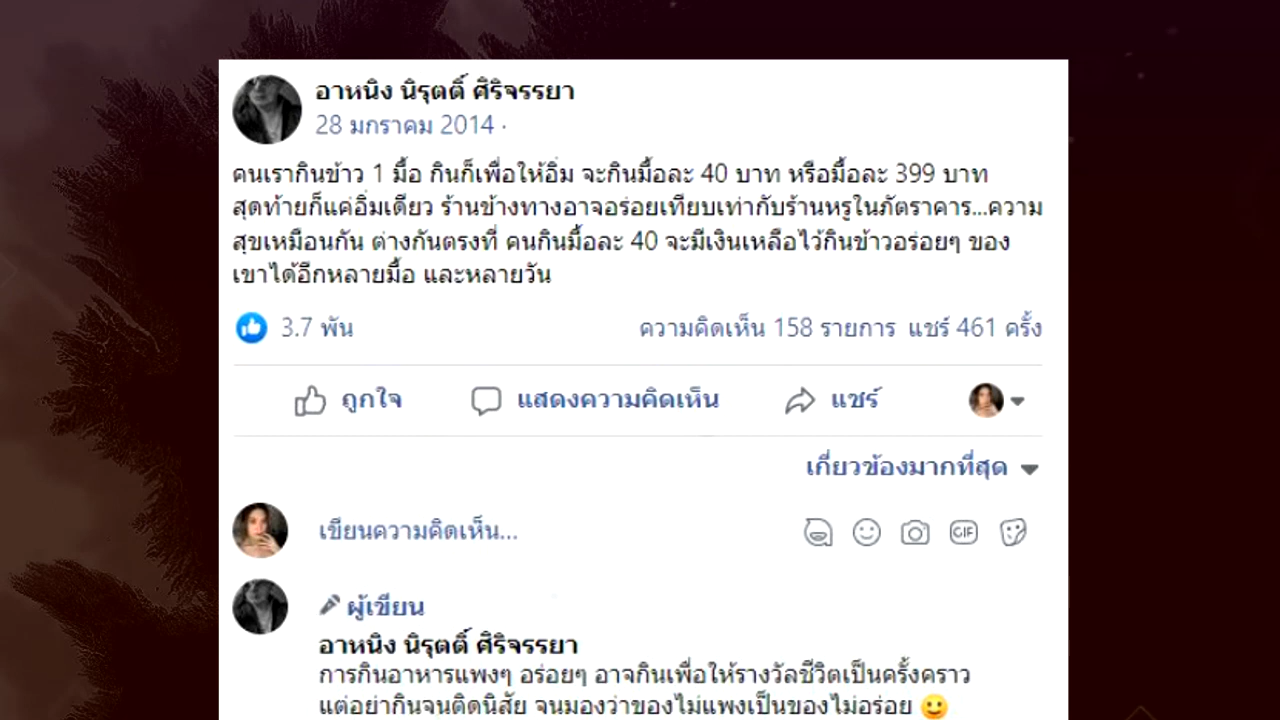 อาหนิง นิรุตติ์ ศิริจรรยา
28 มกราคม 2014 ·
คนเรากินข้าว 1 มื้อ กินก็เพื่อให้อิ่ม จะกินมื้อละ 40 บาท หรือมื้อละ 399 บาท
สุดท้ายก็แค่อิ่มเดียว ร้านข้างทางอาจอร่อยเทียบเท่ากับร้านหรูในภัตราคาร...ความ
สุขเหมือนกัน ต่างกันตรงที่ คนกินมื้อละ 40 จะมีเงินเหลือไว้กินข้าวอร่อยๆ ของ
เขาได้อีกหลายมื้อ และหลายวัน
3.7 พัน ความคิดเห็น 158 รายการ แชร์ 461 ครั้ง
ถูกใจ แสดงความคิดเห็น แชร์
เกี่ยวข้องมากที่สุด
เขียนความคิดเห็น... GIF
ผู้เขียน
อาหนิง นิรุตติ์ ศิริจรรยา
การกินอาหารแพงๆ อร่อยๆ อาจกินเพื่อให้รางวัลชีวิตเป็นครั้งคราว
แต่อย่ากินจนติดนิสัย จนมองว่าของไม่แพงเป็นของไม่อร่อย 🙂